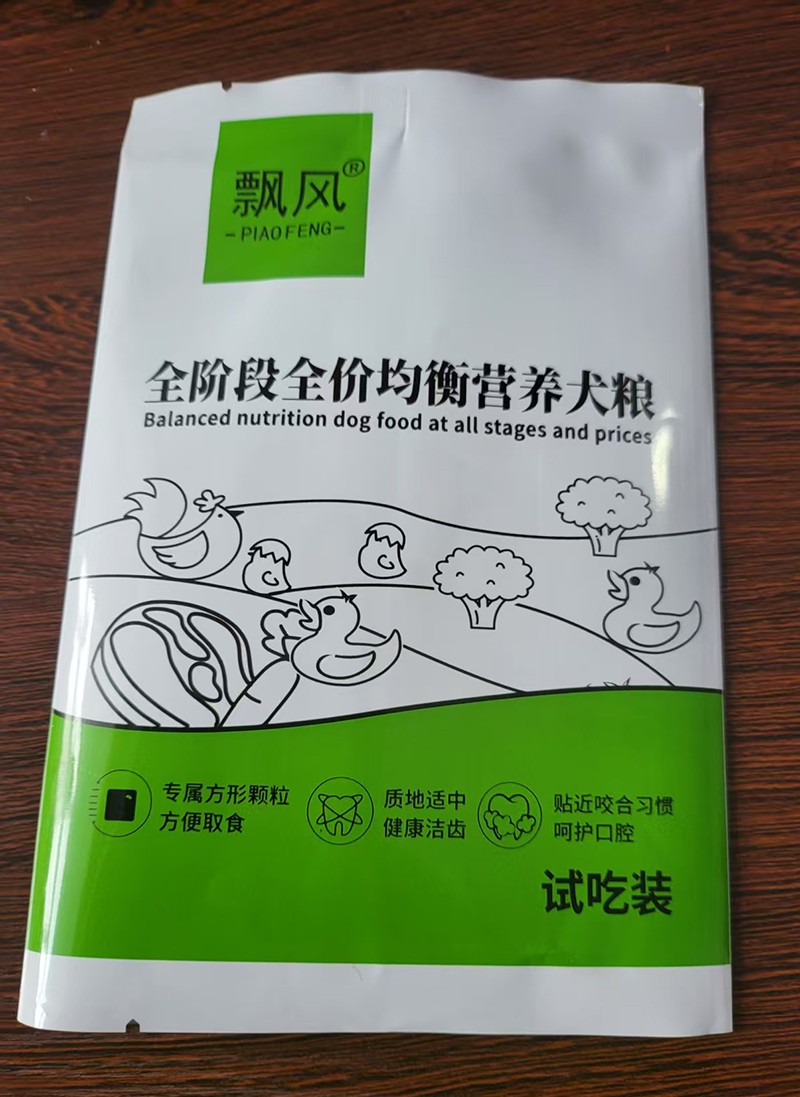 飘风®
-PIAO FENG-
全阶段全价均衡营养犬粮
Balanced nutrition dog food at all stages and prices
专属方形颗粒
方便取食
质地适中
健康洁齿
贴近咬合习惯
呵护口腔
试吃装